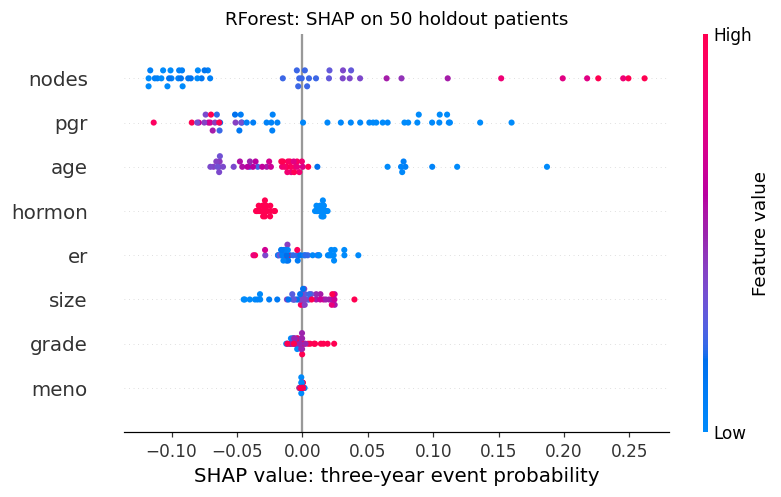 RForest: SHAP on 50 holdout patients
High
nodes
pgr
age
hormon
er
size
grade
meno
Feature value
Low
−0.10 −0.05 0.00 0.05 0.10 0.15 0.20 0.25
SHAP value: three-year event probability